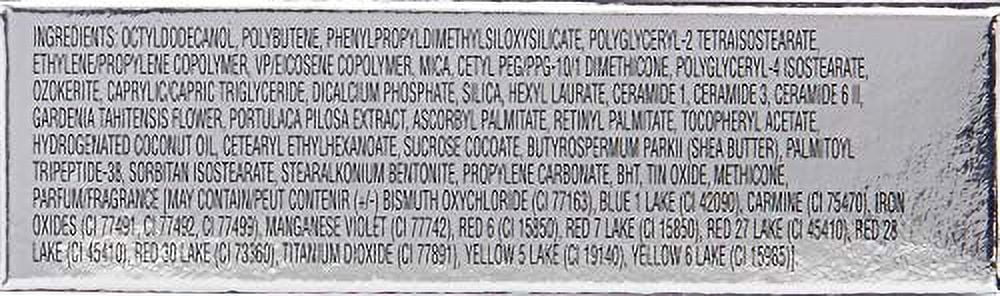 INGREDIENTS: OCTYLDODECANOL, POLYBUTENE, PHENYLPROPYLDIMETHYLSILOXYSILICATE, POLYGLYCERYL-2 TETRAISOSTEARATE,
ETHYLENE/PROPYLENE COPOLYMER, VP/EICOSENE COPOLYMER, MICA, CETYL PEG/PPG-10/1 DIMETHICONE, POLYGLYCERYL-4 ISOSTEARATE,
OZOKERITE, CAPRYLIC/CAPRIC TRIGLYCERIDE, DICALCIUM PHOSPHATE, SILICA, HEXYL LAURATE, CERAMIDE 1, CERAMIDE 3, CERAMIDE 6 II,
GARDENIA TAHITENSIS FLOWER, PORTULACA PILOSA EXTRACT, ASCORBYL PALMITATE, RETINYL PALMITATE, TOCOPHERYL ACETATE,
HYDROGENATED COCONUT OIL, CETEARYL ETHYLHEXANOATE, SUCROSE COCOATE, BUTYROSPERMUM PARKII (SHEA BUTTER), PALMITOYL
TRIPEPTIDE-38, SORBITAN ISOSTEARATE, STEARALKONIUM BENTONITE, PROPYLENE CARBONATE, BHT, TIN OXIDE, METHICONE,
PARFUM/FRAGRANCE [MAY CONTAIN/PEUT CONTENIR (+/-) BISMUTH OXYCHLORIDE (CI 77163), BLUE 1 LAKE (CI 42090), CARMINE (CI 75470), IRON
OXIDES (CI 77491, CI 77492, CI 77499), MANGANESE VIOLET (CI 77742), RED 6 (CI 15850), RED 7 LAKE (CI 15850), RED 27 LAKE (CI 45410), RED 28
LAKE (CI 45410), RED 30 LAKE (CI 73360), TITANIUM DIOXIDE (CI 77891), YELLOW 5 LAKE (CI 19140), YELLOW 6 LAKE (CI 15985)]